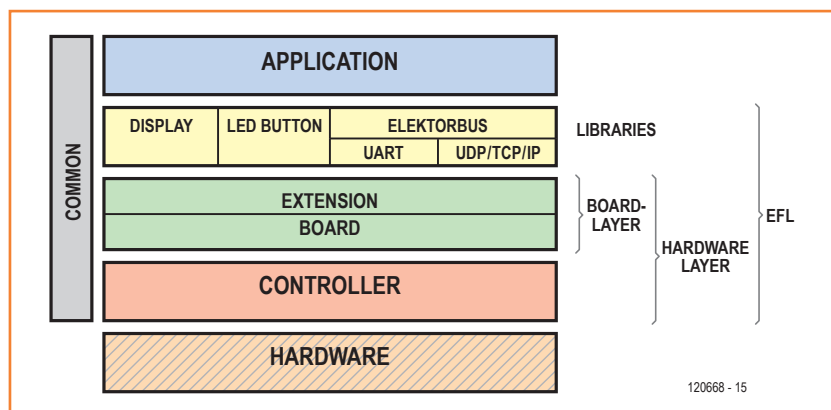 APPLICATION
COMMON
DISPLAY
LED BUTTON
ELEKTORBUS
UART
UDP/TCP/IP
LIBRARIES
EXTENSION
BOARD
BOARD-
LAYER
HARDWARE
LAYER
EFL
CONTROLLER
HARDWARE
120668 - 15